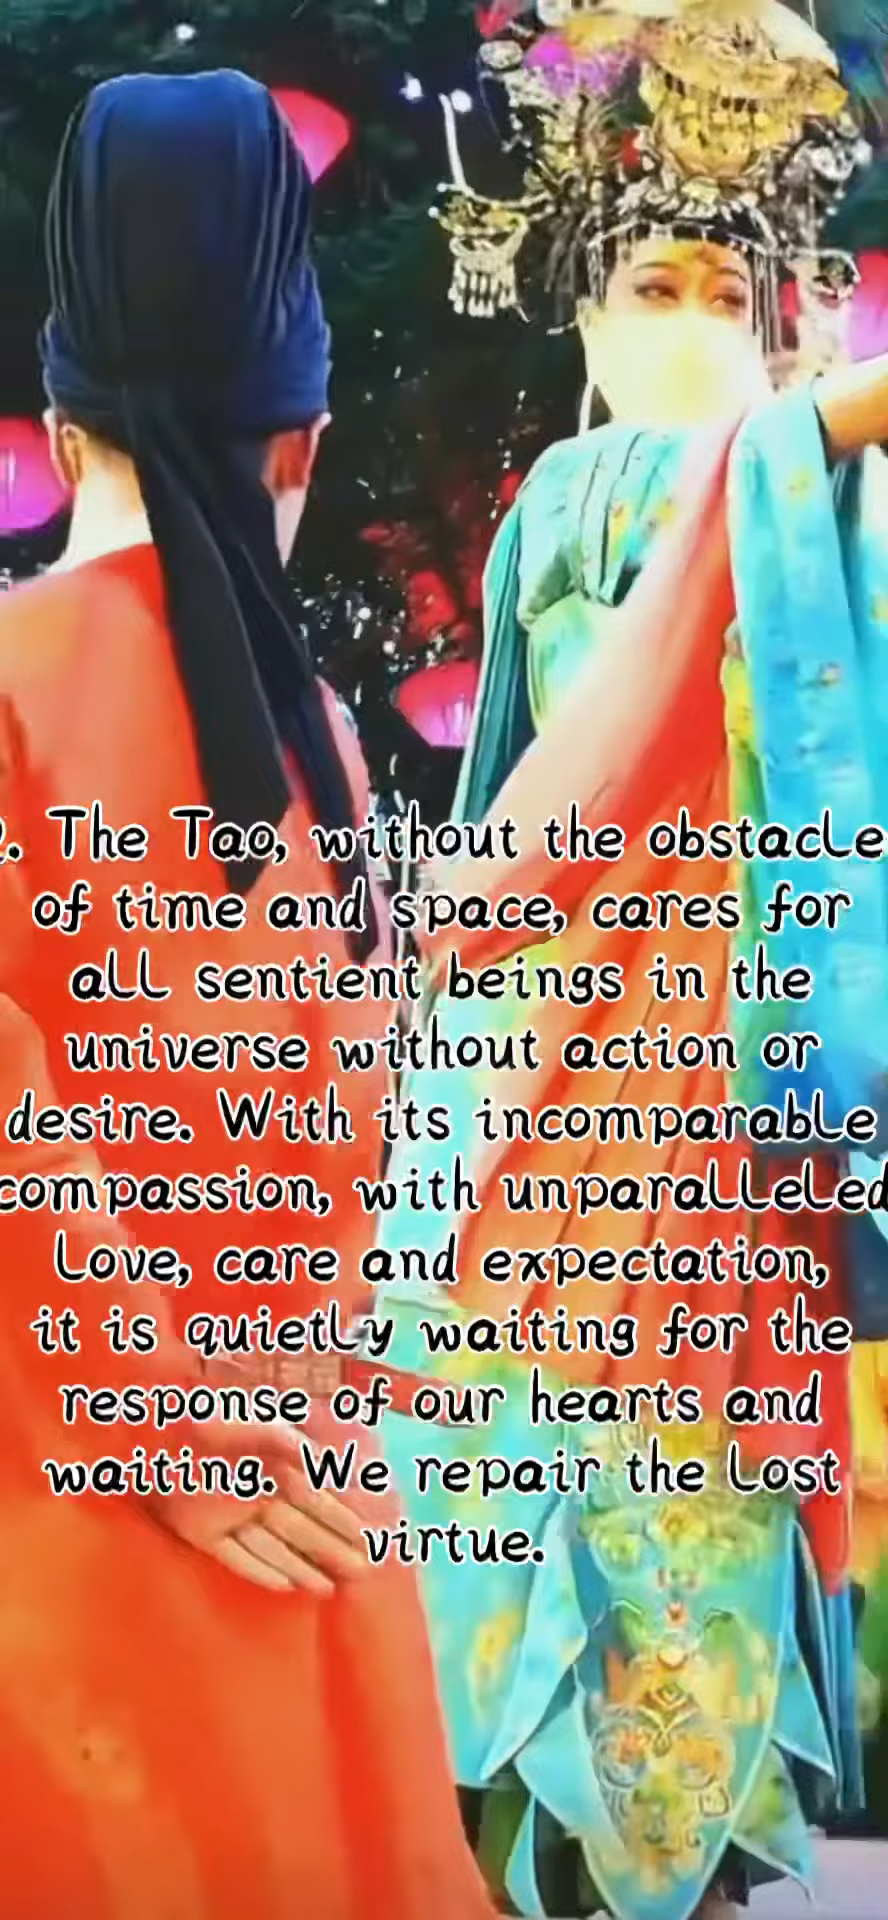 . The Tao, without the obstacle
of time and space, cares for
all sentient beings in the
universe without action or
desire. With its incomparable
compassion, with unparalleled
love, care and expectation,
it is quietly waiting for the
response of our hearts and
waiting. We repair the lost
virtue.